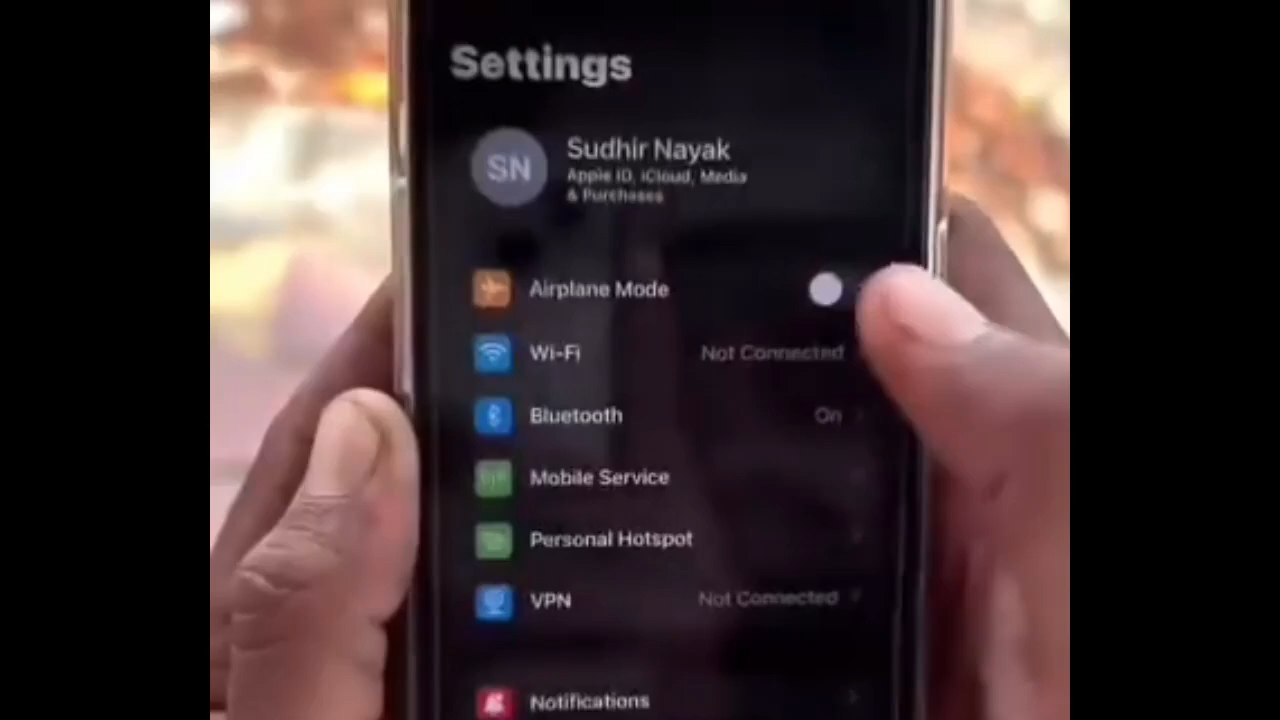 Settings
SN
Sudhir Nayak
Apple ID, iCloud, Media
& Purchases
Airplane Mode
Wi-Fi Not Connected
Bluetooth On
Mobile Service
Personal Hotspot
VPN Not Connected
Notifications